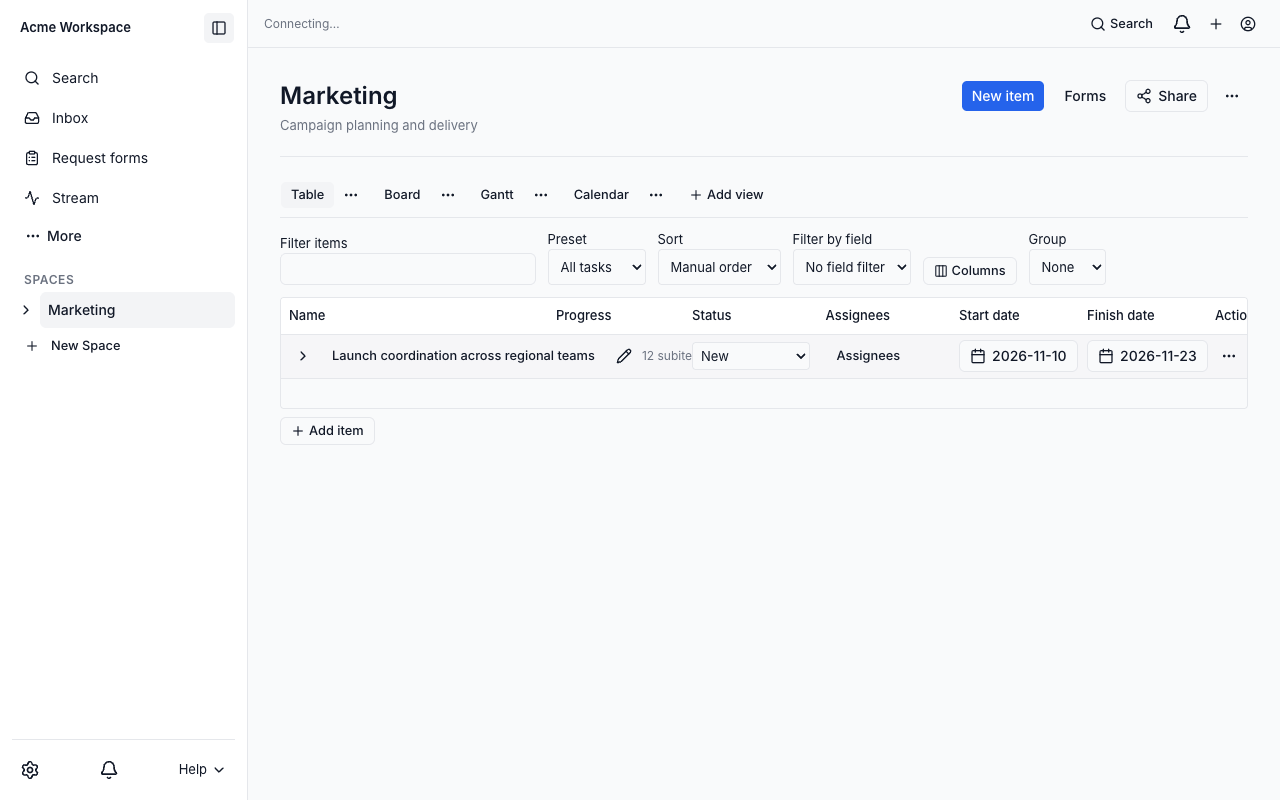 Acme Workspace
Search
Inbox
Request forms
Stream
More
SPACES
Marketing
New Space
Help
Connecting...
Search
Marketing
Campaign planning and delivery
New item
Forms
Share
Table
Board
Gantt
Calendar
Add view
Filter items
Preset
All tasks
Sort
Manual order
Filter by field
No field filter
Columns
Group
None
Name Progress Status Assignees Start date Finish date Actio
Launch coordination across regional teams 12 subite New Assignees 2026-11-10 2026-11-23
Add item